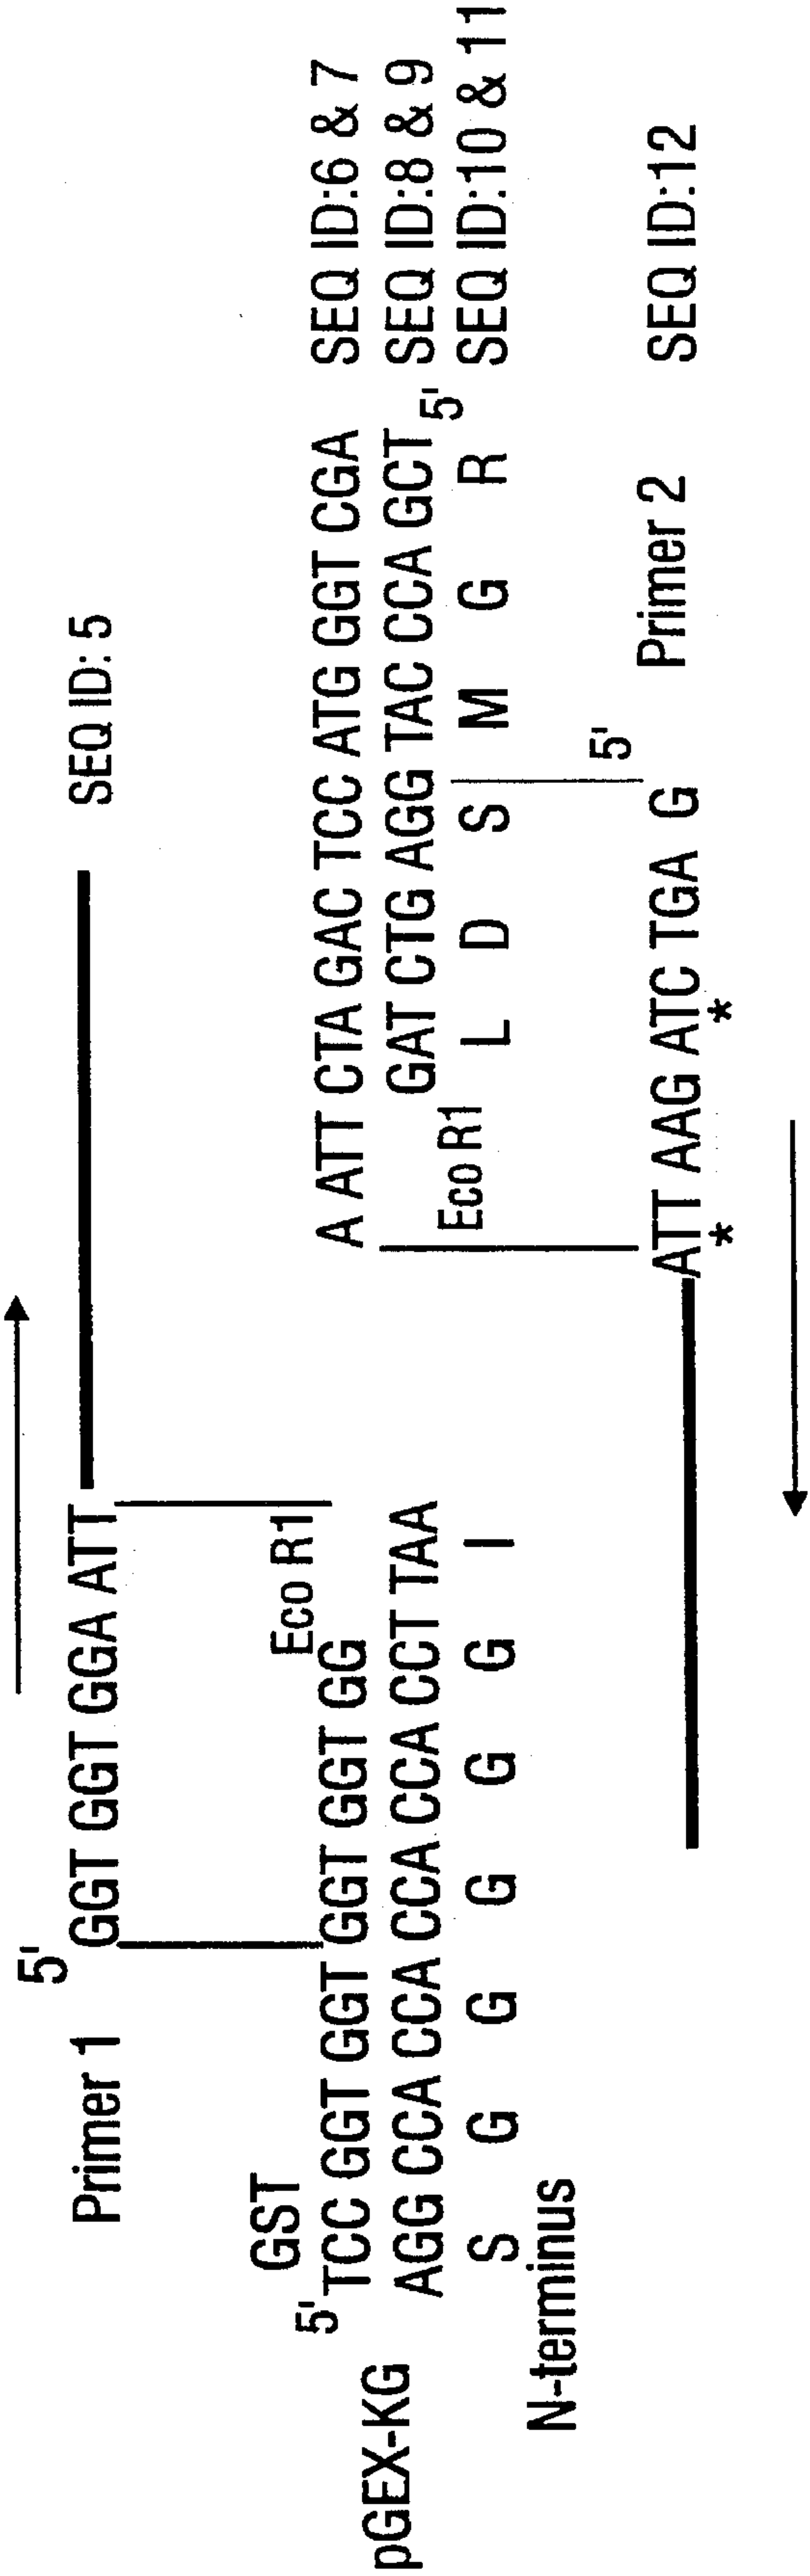 5'
Primer 1 GGT GGT GGT GGA ATT SEQ ID: 5
GST
Eco R1
pGEX-KG 5' TCC GGT GGT GGT GGT GG A ATT CTA GAC TCC ATG GGT CGA SEQ ID:6 & 7
AGG CCA CCA CCA CCA CCT TAA GAT CTG AGG TAC CCA GCT 5' SEQ ID:8 & 9
S G G G G G I Eco R1 L D S M G R SEQ ID:10 & 11
N-terminus
5'
ATT AAG ATC TGA G Primer 2 SEQ ID:12
* *